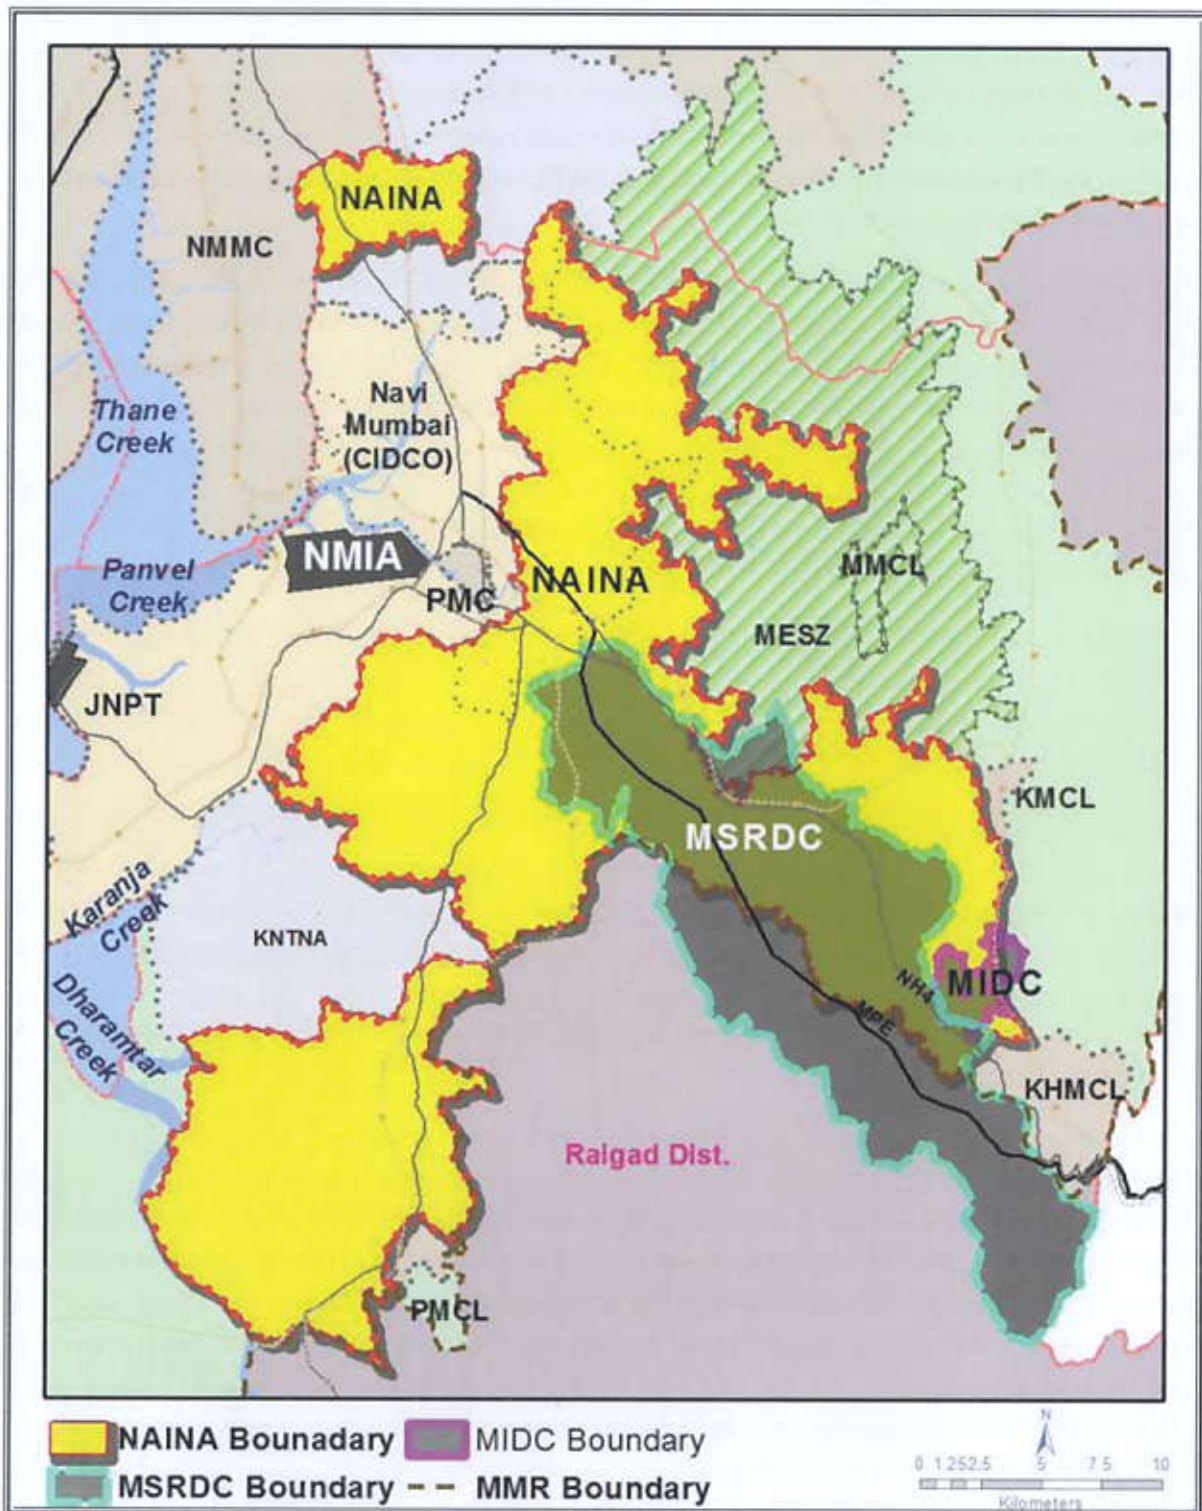 NAINA
NMMC
Navi
Mumbai
(CIDCO)
Thane
Creek
NMIA
Panvel
Creek
PMC
NAINA
MMCL
MESZ
JNPT
KMCL
MSRDC
Karanja
Creek
KNTNA
NH4
MIDC
MPE
Dharamtar
Creek
KHMCL
Raigad Dist.
PMCL
NAINA Bounadary
MIDC Boundary
MSRDC Boundary
MMR Boundary
N
0 1.25 2.5 5 7.5 10
Kilometers